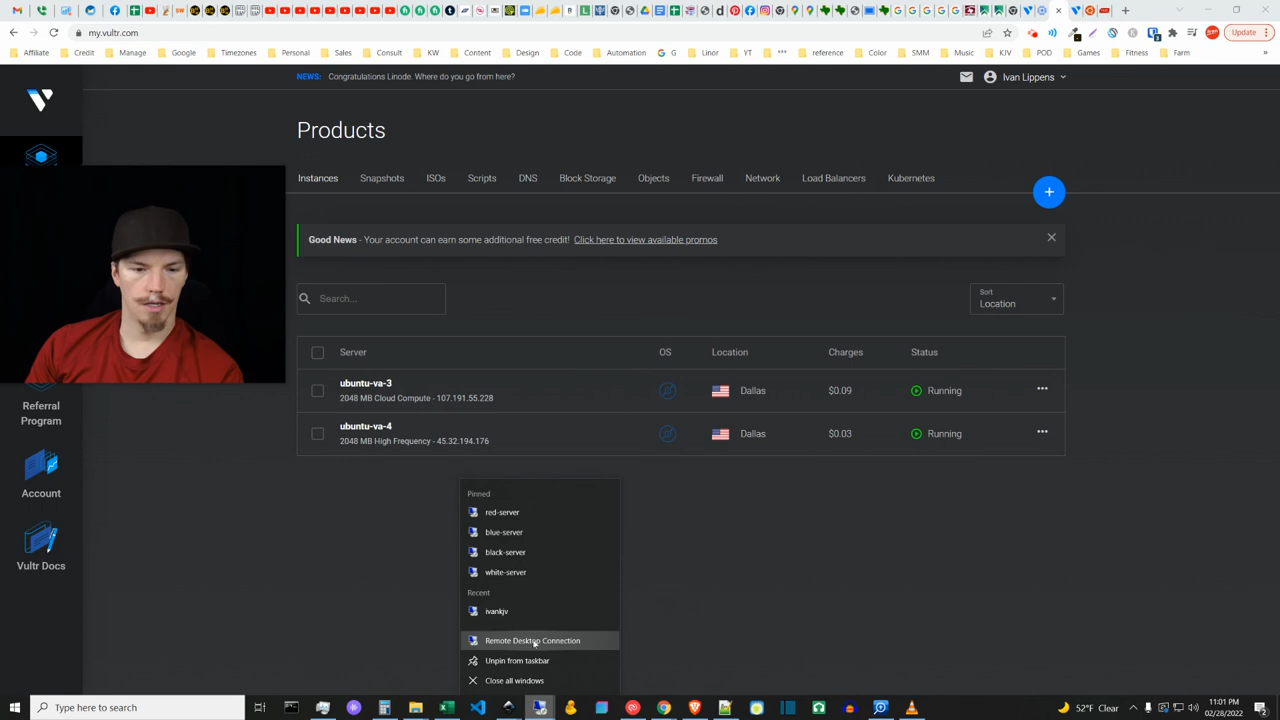 Update
my.vultr.com
Affiliate Credit Manage Google Timezones Personal Sales Consult KW Content Design Code Automation G Linor YT *** reference Color SMM Music KJV POD Games Fitness Farm
NEWS: Congratulations Linode. Where do you go from here?
Ivan Lippens
Products
Instances Snapshots ISOs Scripts DNS Block Storage Objects Firewall Network Load Balancers Kubernetes
Good News - Your account can earn some additional free credit! Click here to view available promos
Search...
Sort
Location
Server OS Location Charges Status
ubuntu-va-3
2048 MB Cloud Compute - 107.191.55.228
Dallas $0.09 Running
ubuntu-va-4
2048 MB High Frequency - 45.32.194.176
Dallas $0.03 Running
Referral
Program
Account
Vultr Docs
Pinned
red-server
blue-server
black-server
white-server
Recent
ivankjv
Remote Desktop Connection
Unpin from taskbar
Close all windows
Type here to search
52°F Clear
11:01 PM
02/28/2022